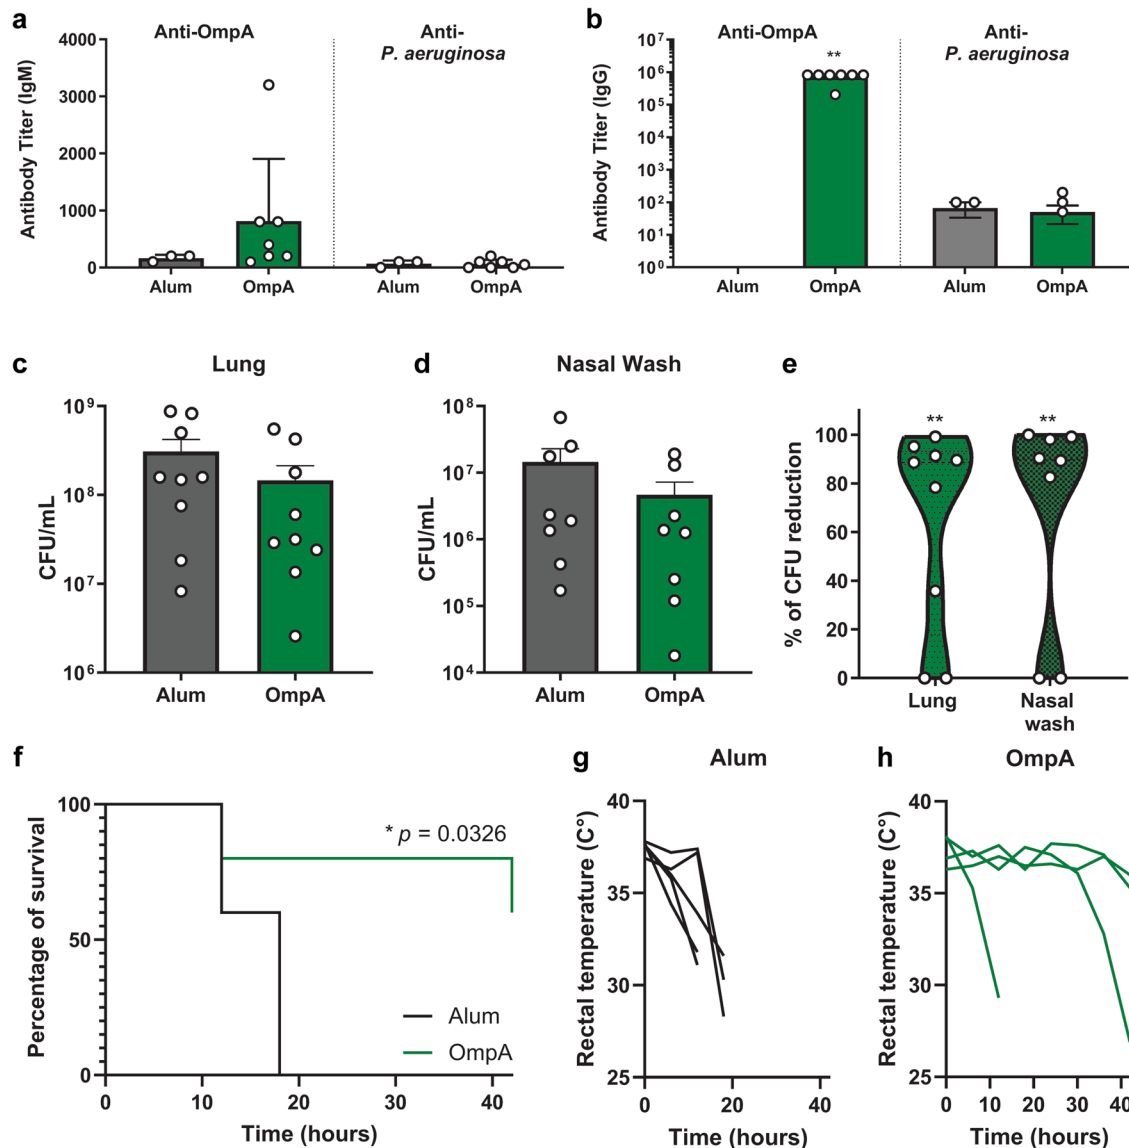 a
Anti-OmpA
Anti-
P. aeruginosa
Antibody Titer (IgM)
4000
3000
2000
1000
0
Alum
OmpA
Alum
OmpA
b
Anti-OmpA
Anti-
P. aeruginosa
Antibody Titer (IgG)
10⁷
10⁶
10⁵
10⁴
10³
10²
10¹
10⁰
**
Alum
OmpA
Alum
OmpA
c
Lung
CFU/mL
10⁹
10⁸
10⁷
10⁶
Alum
OmpA
d
Nasal Wash
CFU/mL
10⁸
10⁷
10⁶
10⁵
10⁴
Alum
OmpA
e
% of CFU reduction
100
80
60
40
20
0
**
**
Lung
Nasal
wash
f
Percentage of survival
100
50
0
* p = 0.0326
Alum
OmpA
0
20
40
Time (hours)
g
Alum
Rectal temperature (C°)
40
35
30
25
0
20
40
Time (hours)
h
OmpA
Rectal temperature (C°)
40
35
30
25
0
10
20
30
40
Time (hours)